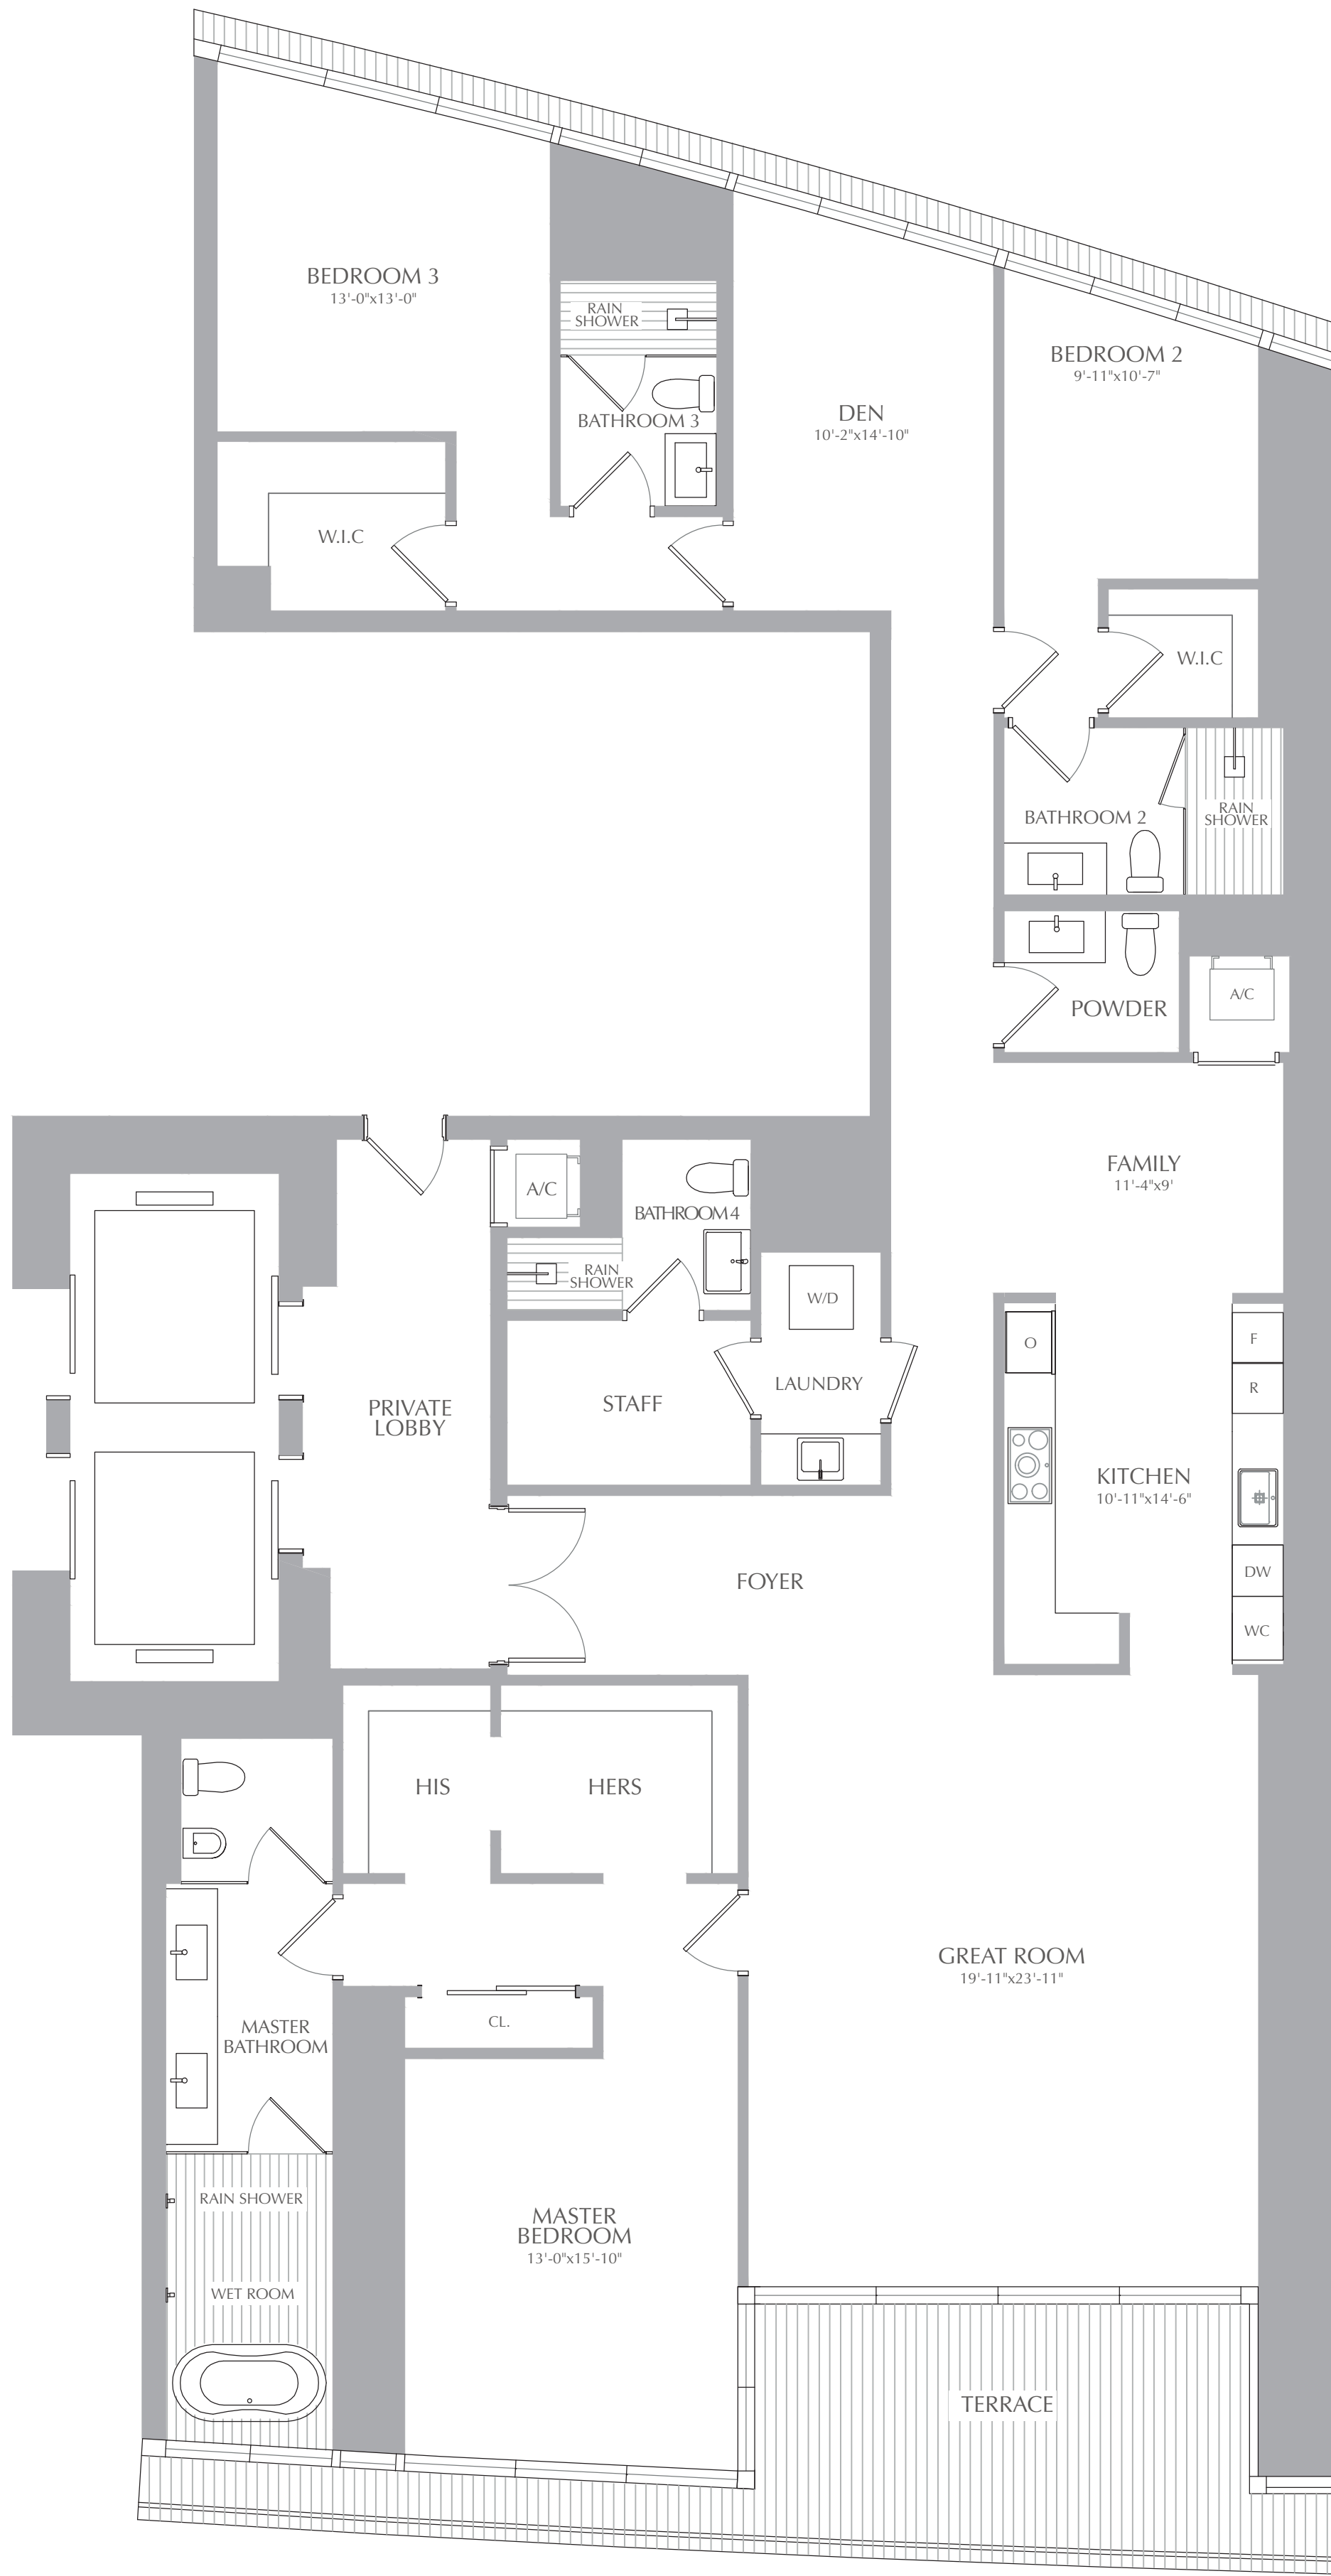 BEDROOM 3
13'-0"x13'-0"
RAIN
SHOWER
BATHROOM 3
BEDROOM 2
9'-11"x10'-7"
DEN
10'-2"x14'-10"
W.I.C
W.I.C
BATHROOM 2
RAIN
SHOWER
POWDER
A/C
FAMILY
11'-4"x9'
A/C
BATHROOM 4
RAIN
SHOWER
W/D
LAUNDRY
STAFF
PRIVATE
LOBBY
O
F
R
KITCHEN
10'-11"x14'-6"
DW
WC
FOYER
HIS
HERS
GREAT ROOM
19'-11"x23'-11"
CL.
MASTER
BATHROOM
RAIN SHOWER
WET ROOM
MASTER
BEDROOM
13'-0"x15'-10"
TERRACE